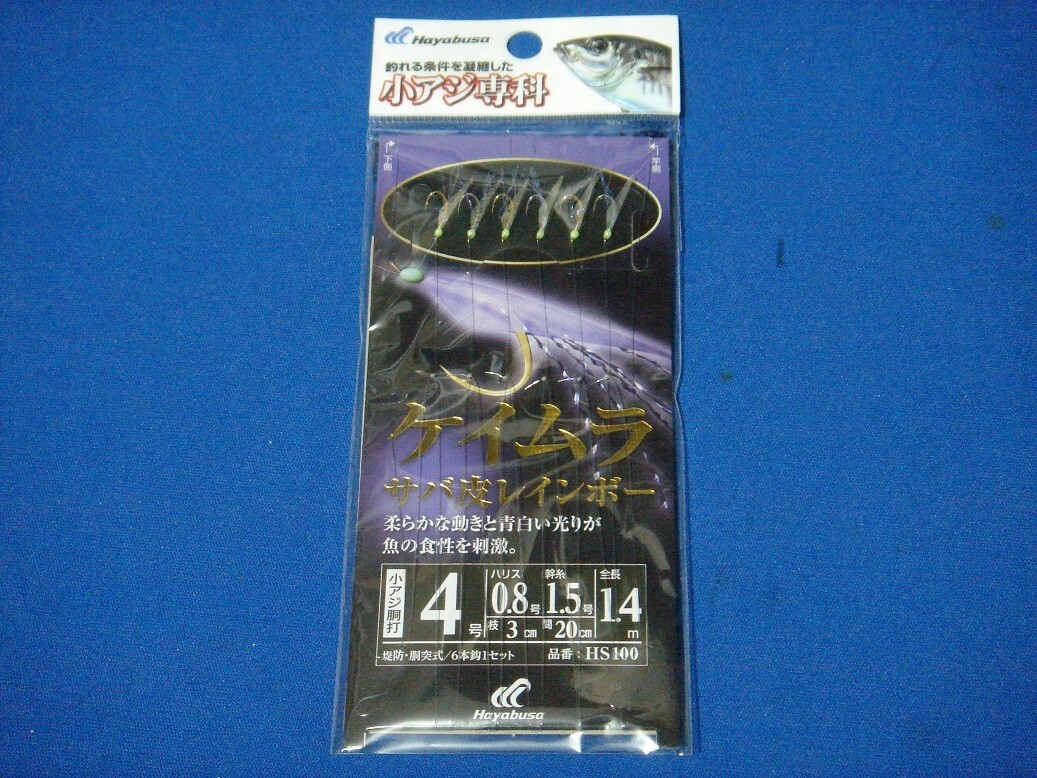 Hayabusa
釣れる条件を凝縮した
小アジ専科
下側
竿側
ケイムラ
サバ皮レインボー
柔らかな動きと青白い光りが
魚の食性を刺激。
小アジ胴打
4号
ハリス 0.8号
幹糸 1.5号
全長 1.4m
枝 3cm
間 20cm
堤防・胴突式/6本鈎1セット
品番:HS100
Hayabusa